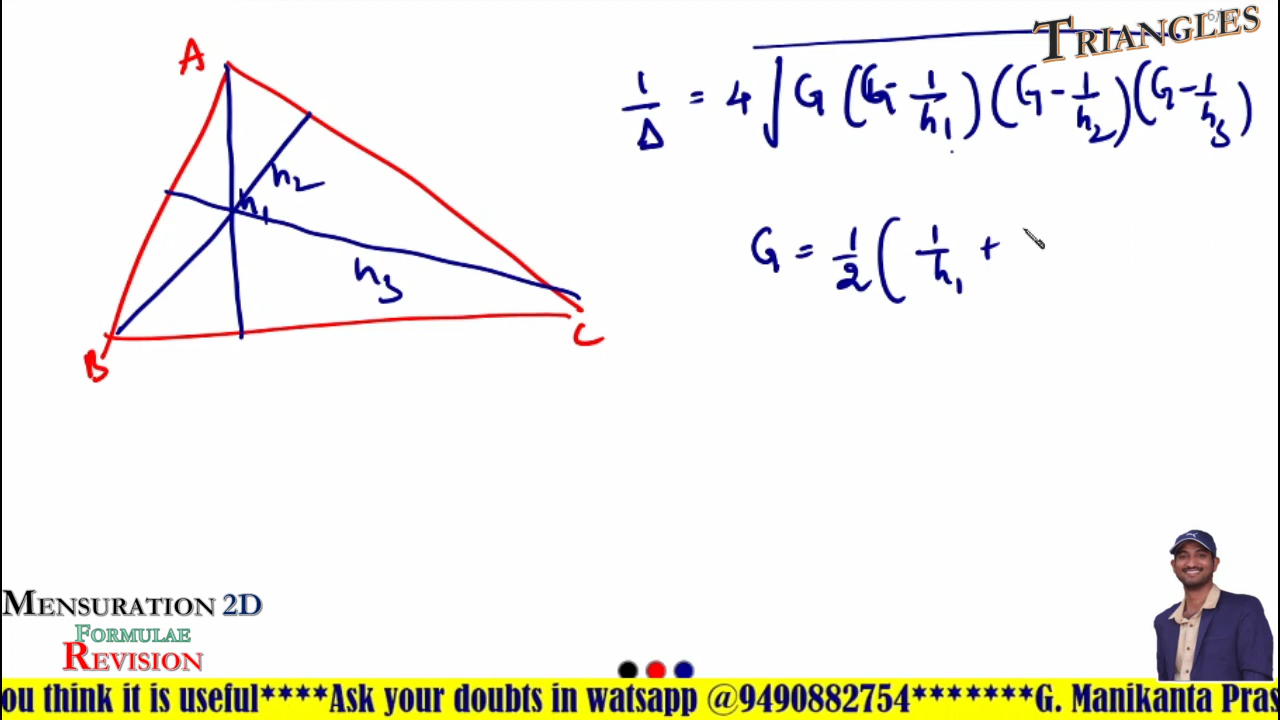 6/
TRIANGLES
A
1/Δ = 4 √ G (G - 1/h₁) (G - 1/h₂) (G - 1/h₃)
h₂
h₁
G = 1/2 ( 1/h₁ +
h₃
B
C
MENSURATION 2D
FORMULAE
REVISION
ou think it is useful****Ask your doubts in watsapp @9490882754*******G. Manikanta Pras